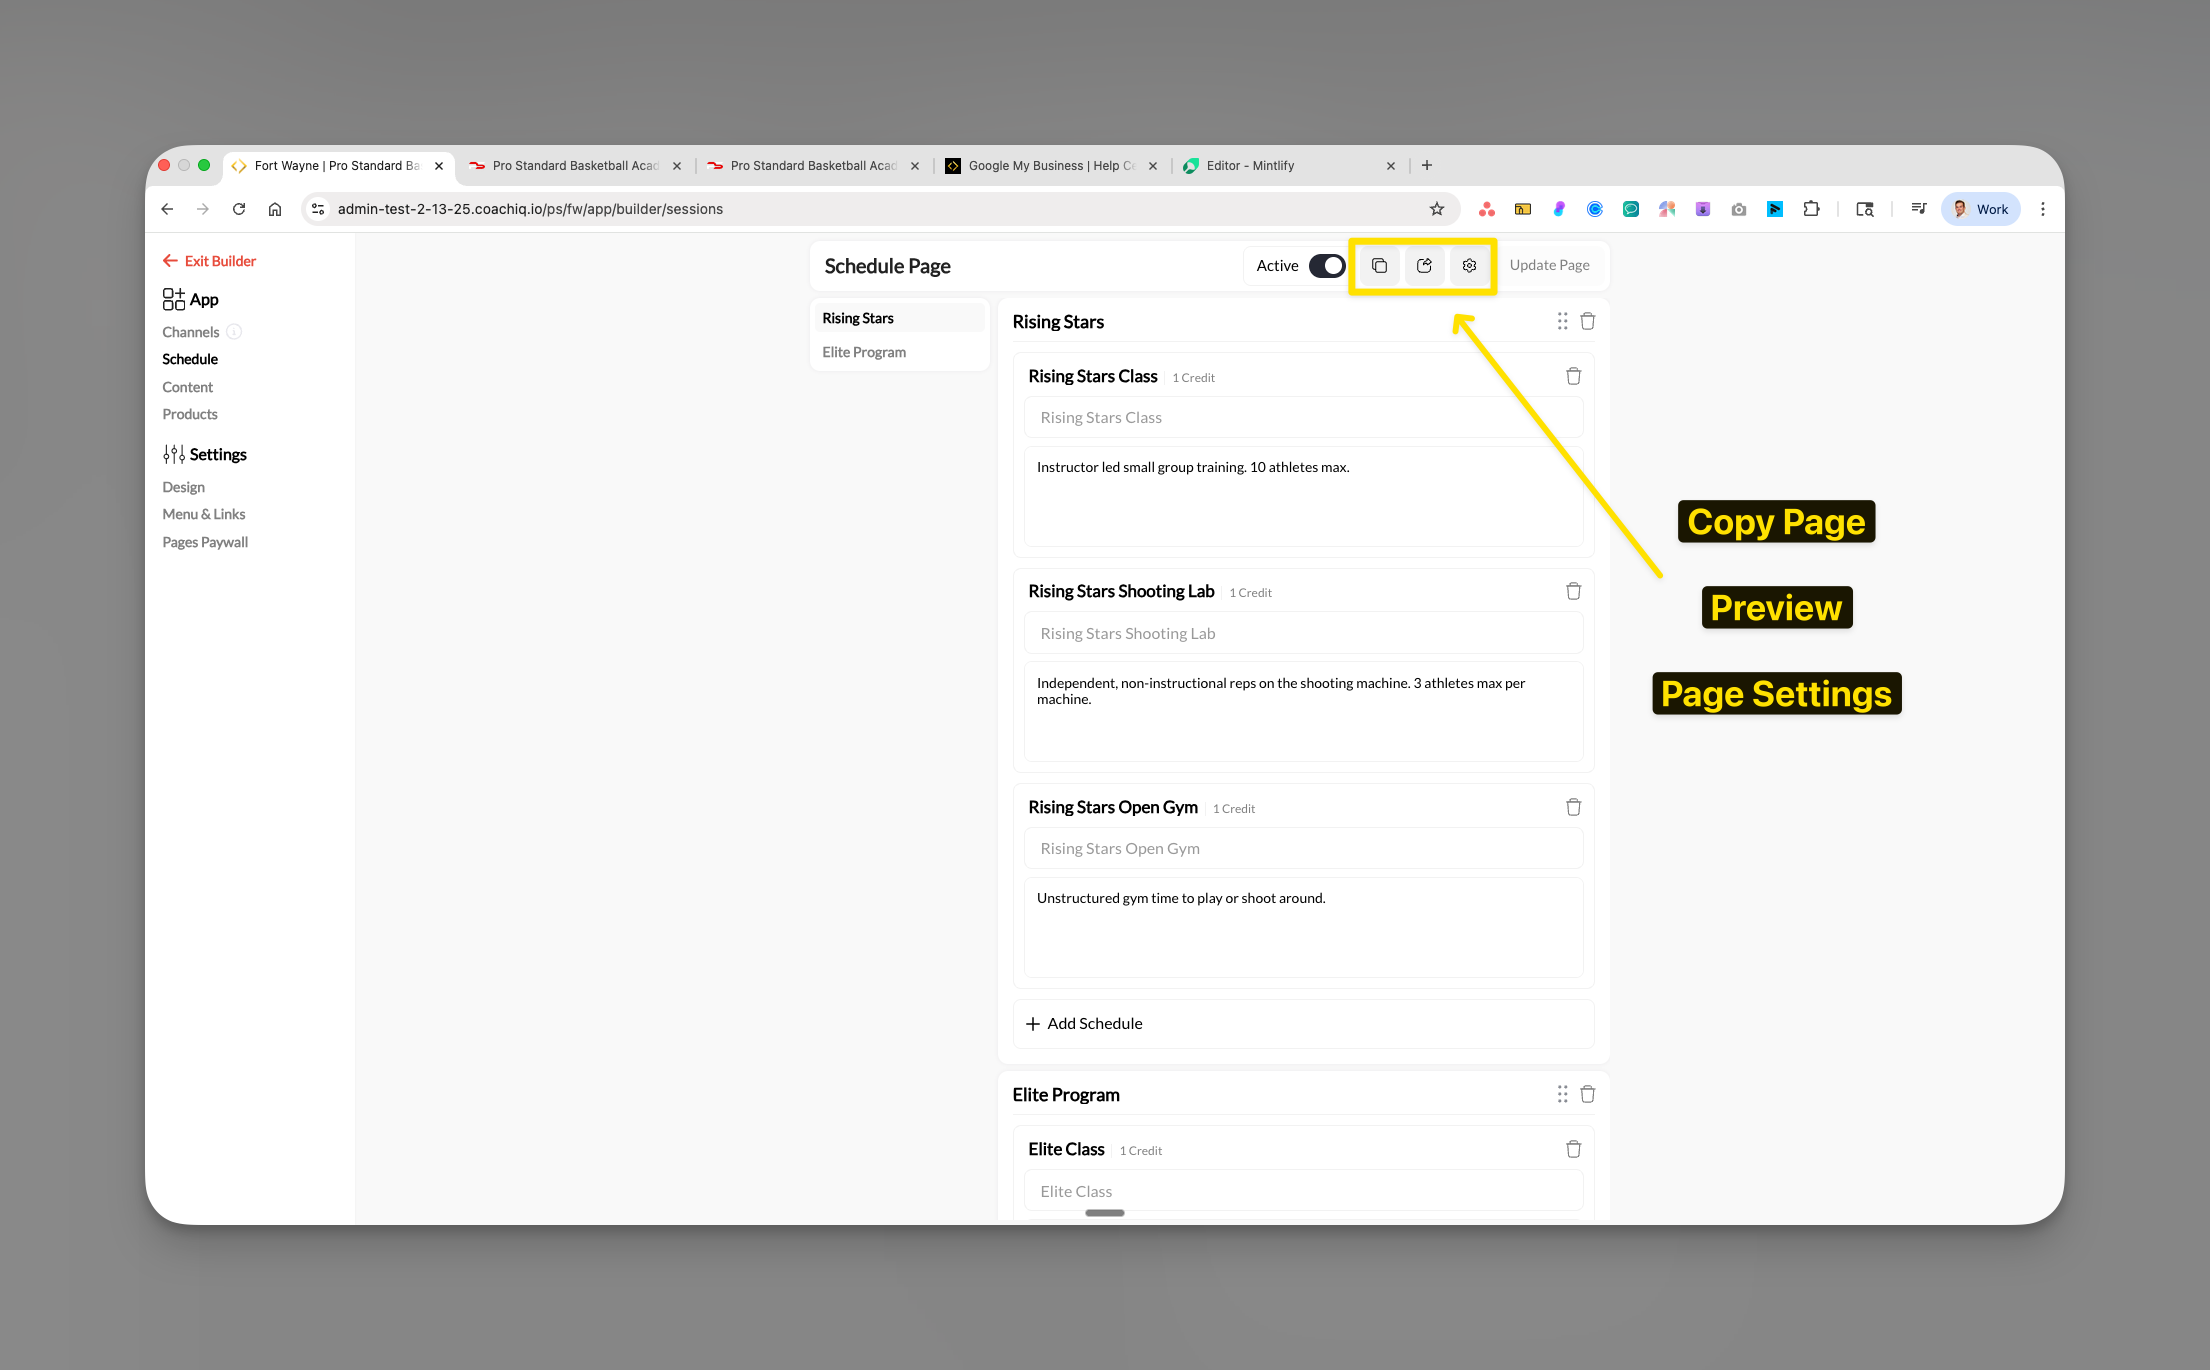 Fort Wayne | Pro Standard Ba
Pro Standard Basketball Acad
Pro Standard Basketball Acad
Google My Business | Help Ce
Editor - Mintlify
admin-test-2-13-25.coachiq.io/ps/fw/app/builder/sessions
Work
Exit Builder
App
Channels
Schedule
Content
Products
Settings
Design
Menu & Links
Pages Paywall
Schedule Page
Active
Update Page
Rising Stars
Elite Program
Rising Stars
Rising Stars Class
1 Credit
Rising Stars Class
Instructor led small group training. 10 athletes max.
Rising Stars Shooting Lab
1 Credit
Rising Stars Shooting Lab
Independent, non-instructional reps on the shooting machine. 3 athletes max per
machine.
Rising Stars Open Gym
1 Credit
Rising Stars Open Gym
Unstructured gym time to play or shoot around.
Add Schedule
Elite Program
Elite Class
1 Credit
Elite Class
Copy Page
Preview
Page Settings